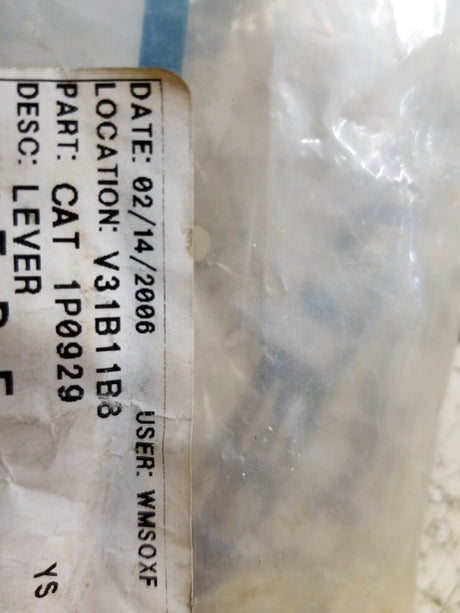 DATE: 02/14/2006 USER: WMSOXF
LOCATION: V31B11B8
PART: CAT 1P0929
DESC: LEVER
YS